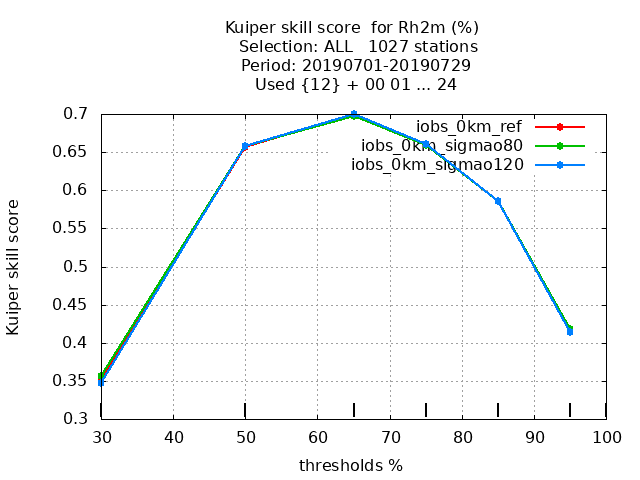 Kuiper skill score  for Rh2m (%)
Selection: ALL   1027 stations
Period: 20190701-20190729
Used {12} + 00 01 ... 24
Kuiper skill score
0.7
0.65
0.6
0.55
0.5
0.45
0.4
0.35
0.3
iobs_0km_ref
iobs_0km_sigmao80
iobs_0km_sigmao120
30 40 50 60 70 80 90 100
thresholds %